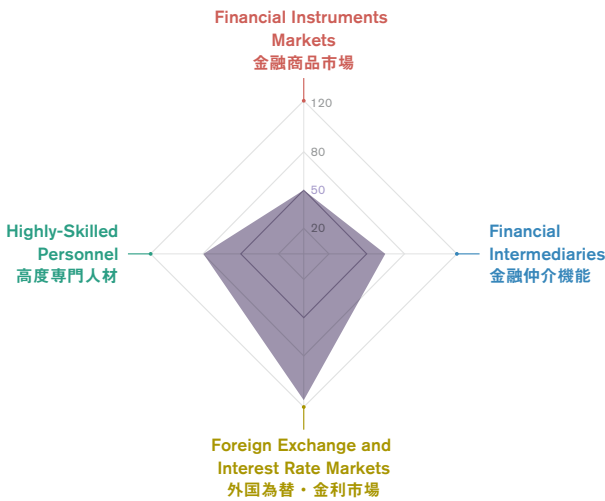 Financial Instruments
Markets
金融商品市場
120
80
50
20
Highly-Skilled
Personnel
高度専門人材
Financial
Intermediaries
金融仲介機能
Foreign Exchange and
Interest Rate Markets
外国為替・金利市場